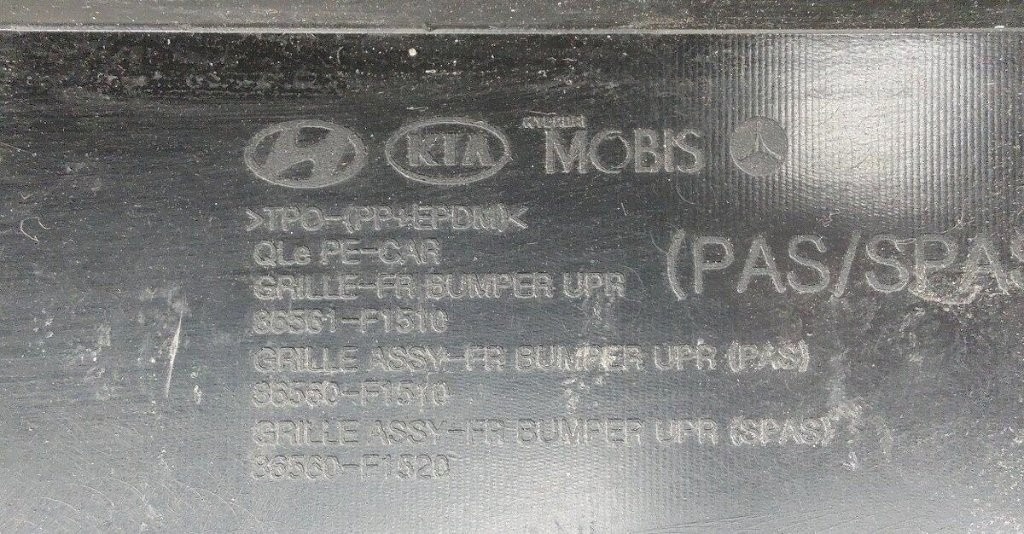 KIA HYUNDAI MOBIS
>TPO-(PP+EPDM)<
QLe PE-CAR
GRILLE-FR BUMPER UPR
86561-F1510
GRILLE ASSY-FR BUMPER UPR (PAS)
86560-F1510
GRILLE ASSY-FR BUMPER UPR (SPAS)
86560-F1520
(PAS/SPAS